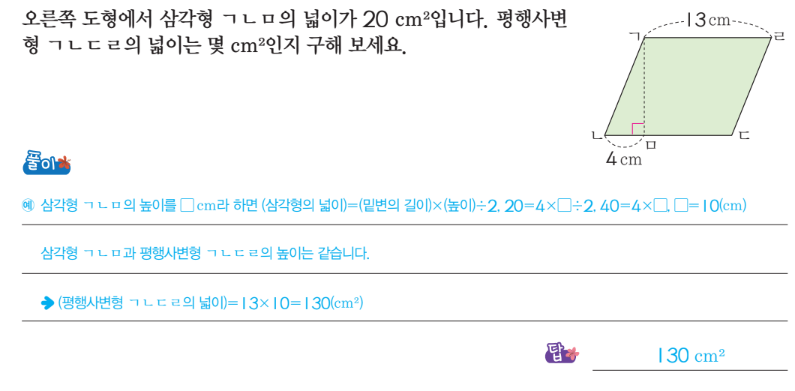 오른쪽 도형에서 삼각형 ㄱㄴㅁ의 넓이가 20 cm²입니다. 평행사변
형 ㄱㄴㄷㄹ의 넓이는 몇 cm²인지 구해 보세요.
13 cm
ㄱ ㄹ
ㄴ ㅁ ㄷ
4 cm
풀이
예 삼각형 ㄱㄴㅁ의 높이를 □ cm라 하면 (삼각형의 넓이)=(밑변의 길이)×(높이)÷2, 20=4×□÷2, 40=4×□, □=10(cm)
삼각형 ㄱㄴㅁ과 평행사변형 ㄱㄴㄷㄹ의 높이는 같습니다.
➜ (평행사변형 ㄱㄴㄷㄹ의 넓이)=13×10=130(cm²)
답 130 cm²